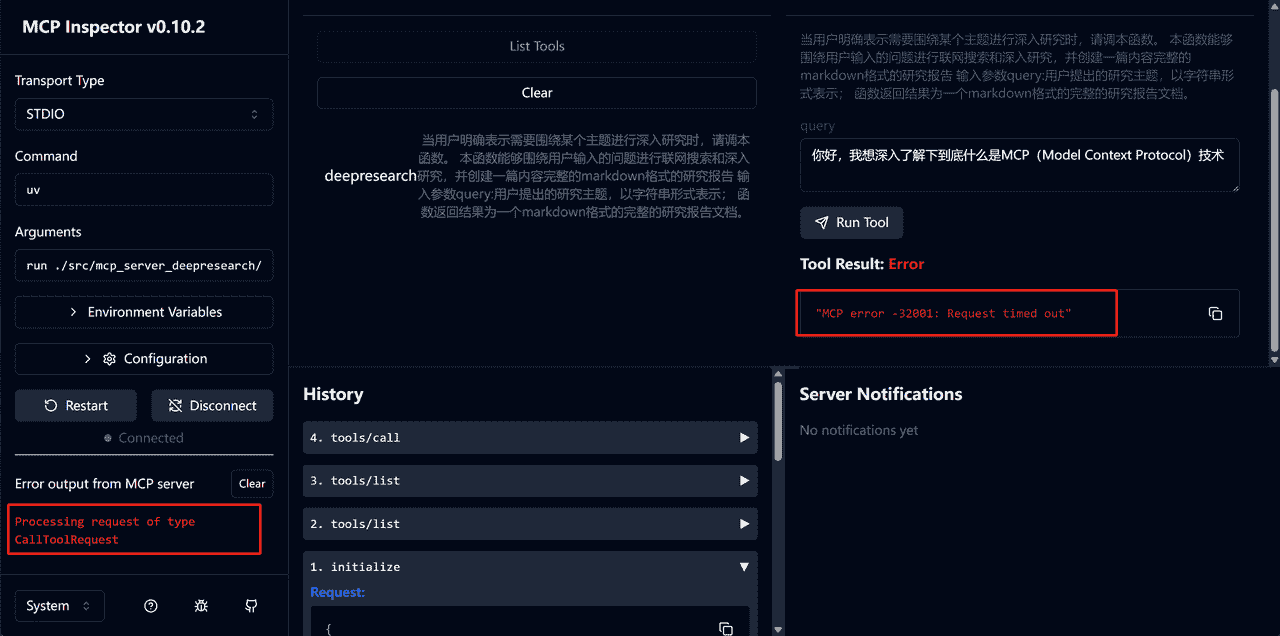 MCP Inspector v0.10.2
Transport Type
STDIO
Command
uv
Arguments
run ./src/mcp_server_deepresearch/
Environment Variables
Configuration
Restart
Disconnect
Connected
Error output from MCP server
Clear
Processing request of type
CallToolRequest
System
List Tools
Clear
deepresearch
当用户明确表示需要围绕某个主题进行深入研究时，请调本
函数。 本函数能够围绕用户输入的问题进行联网搜索和深入
研究，并创建一篇内容完整的markdown格式的研究报告 输
入参数query:用户提出的研究主题，以字符串形式表示； 函
数返回结果为一个markdown格式的完整的研究报告文档。
当用户明确表示需要围绕某个主题进行深入研究时，请调本函数。 本函数能够
围绕用户输入的问题进行联网搜索和深入研究，并创建一篇内容完整的
markdown格式的研究报告 输入参数query:用户提出的研究主题，以字符串形
式表示； 函数返回结果为一个markdown格式的完整的研究报告文档。
query
你好，我想深入了解下到底什么是MCP（Model Context Protocol）技术
Run Tool
Tool Result: Error
"MCP error -32001: Request timed out"
History
4. tools/call
3. tools/list
2. tools/list
1. initialize
Request:
{
Server Notifications
No notifications yet